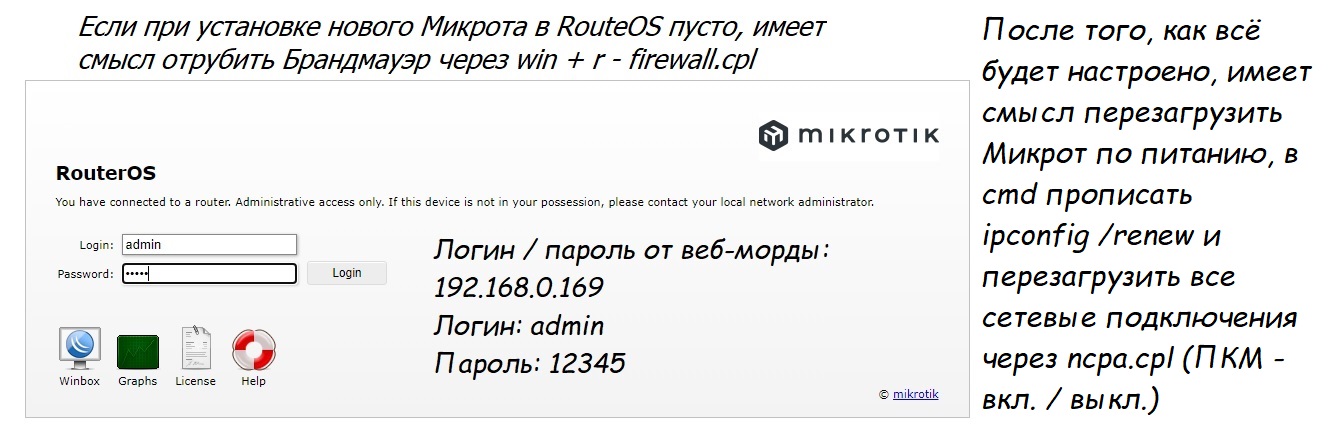 Если при установке нового Микрота в RouteOS пусто, имеет
смысл отрубить Брандмауэр через win + r - firewall.cpl
mikrotik
RouterOS
You have connected to a router. Administrative access only. If this device is not in your possession, please contact your local network administrator.
Login: admin
Password: •••••
Login
Логин / пароль от веб-морды:
192.168.0.169
Логин: admin
Пароль: 12345
Winbox
Graphs
License
Help
© mikrotik
После того, как всё
будет настроено, имеет
смысл перезагрузить
Микрот по питанию, в
cmd прописать
ipconfig /renew и
перезагрузить все
сетевые подключения
через ncpa.cpl (ПКМ -
вкл. / выкл.)